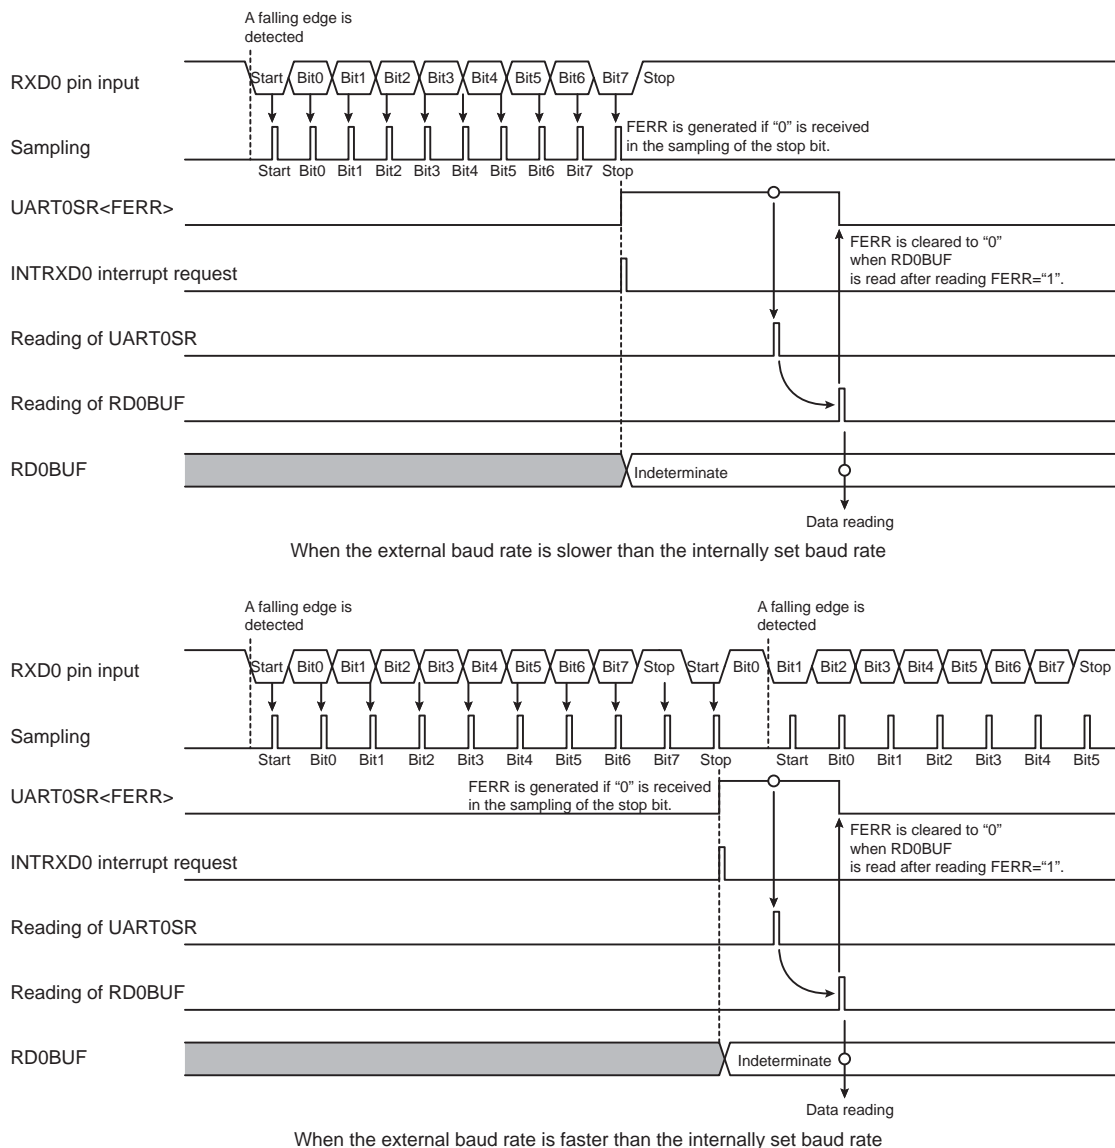 A falling edge is
detected
RXD0 pin input
Start Bit0 Bit1 Bit2 Bit3 Bit4 Bit5 Bit6 Bit7 Stop
Sampling
FERR is generated if “0” is received
in the sampling of the stop bit.
Start Bit0 Bit1 Bit2 Bit3 Bit4 Bit5 Bit6 Bit7 Stop
UART0SR<FERR>
FERR is cleared to “0”
when RD0BUF
is read after reading FERR=“1”.
INTRXD0 interrupt request
Reading of UART0SR
Reading of RD0BUF
RD0BUF
Indeterminate
Data reading
When the external baud rate is slower than the internally set baud rate
A falling edge is
detected
A falling edge is
detected
RXD0 pin input
Start Bit0 Bit1 Bit2 Bit3 Bit4 Bit5 Bit6 Bit7 Stop Start Bit0 Bit1 Bit2 Bit3 Bit4 Bit5 Bit6 Bit7 Stop
Sampling
Start Bit0 Bit1 Bit2 Bit3 Bit4 Bit5 Bit6 Bit7 Stop Start Bit0 Bit1 Bit2 Bit3 Bit4 Bit5
FERR is generated if “0” is received
in the sampling of the stop bit.
UART0SR<FERR>
FERR is cleared to “0”
when RD0BUF
is read after reading FERR=“1”.
INTRXD0 interrupt request
Reading of UART0SR
Reading of RD0BUF
RD0BUF
Indeterminate
Data reading
When the external baud rate is faster than the internally set baud rate